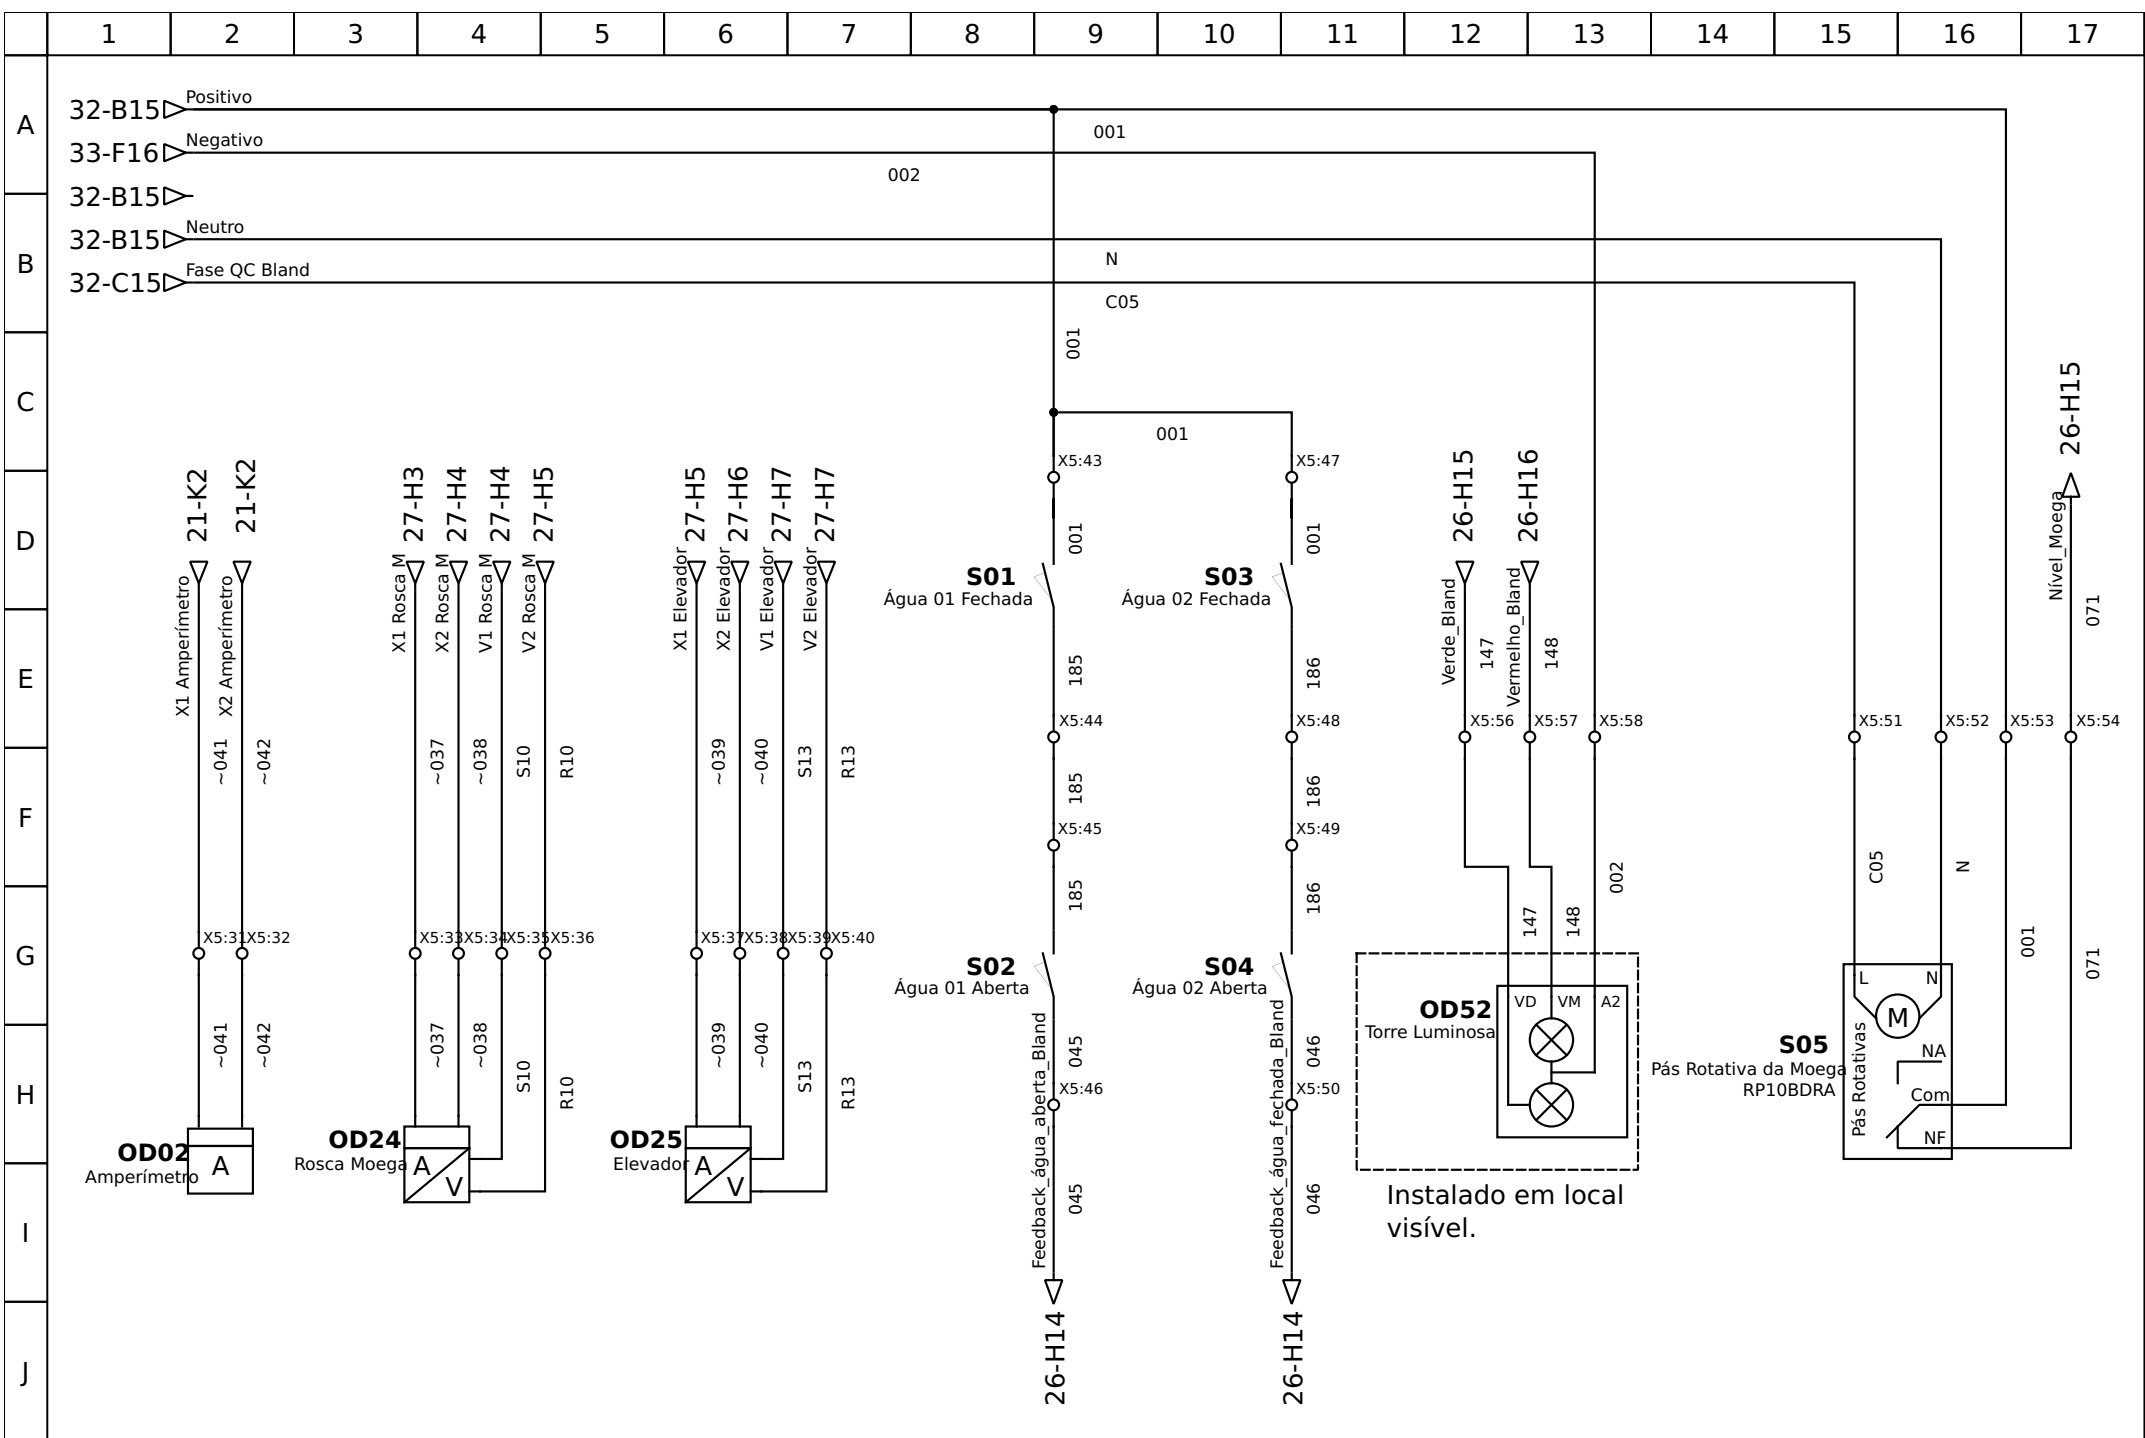 1 2 3 4 5 6 7 8 9 10 11 12 13 14 15 16 17
A
B
C
D
E
F
G
H
I
J
32-B15 Positivo
001
33-F16 Negativo
002
32-B15
32-B15 Neutro
N
32-C15 Fase QC Bland
C05
001
001
21-K2
21-K2
X1 Amperímetro
X2 Amperímetro
~041
~042
X5:31
X5:32
~041
~042
OD02
Amperímetro
A
27-H3
27-H4
27-H4
27-H5
X1 Rosca M
X2 Rosca M
V1 Rosca M
V2 Rosca M
~037
~038
S10
R10
X5:33
X5:34
X5:35
X5:36
~037
~038
S10
R10
OD24
Rosca Moega
A
V
27-H5
27-H6
27-H7
27-H7
X1 Elevador
X2 Elevador
V1 Elevador
V2 Elevador
~039
~040
S13
R13
X5:37
X5:38
X5:39
X5:40
~039
~040
S13
R13
OD25
Elevador
A
V
X5:43
001
S01
Água 01 Fechada
185
X5:44
185
X5:45
185
S02
Água 01 Aberta
Feedback_água_aberta_Bland
045
X5:46
045
26-H14
X5:47
001
S03
Água 02 Fechada
186
X5:48
186
X5:49
186
S04
Água 02 Aberta
Feedback_água_fechada_Bland
046
X5:50
046
26-H14
26-H15
26-H16
Verde_Bland
147
Vermelho_Bland
148
X5:56
X5:57
X5:58
147
148
002
OD52
Torre Luminosa
VD VM A2
Instalado em local
visível.
26-H15
Nível_Moega
071
X5:51
X5:52
X5:53
X5:54
C05
N
001
071
S05
Pás Rotativa da Moega
RP10BDRA
Pás Rotativas
L
N
M
NA
Com
NF